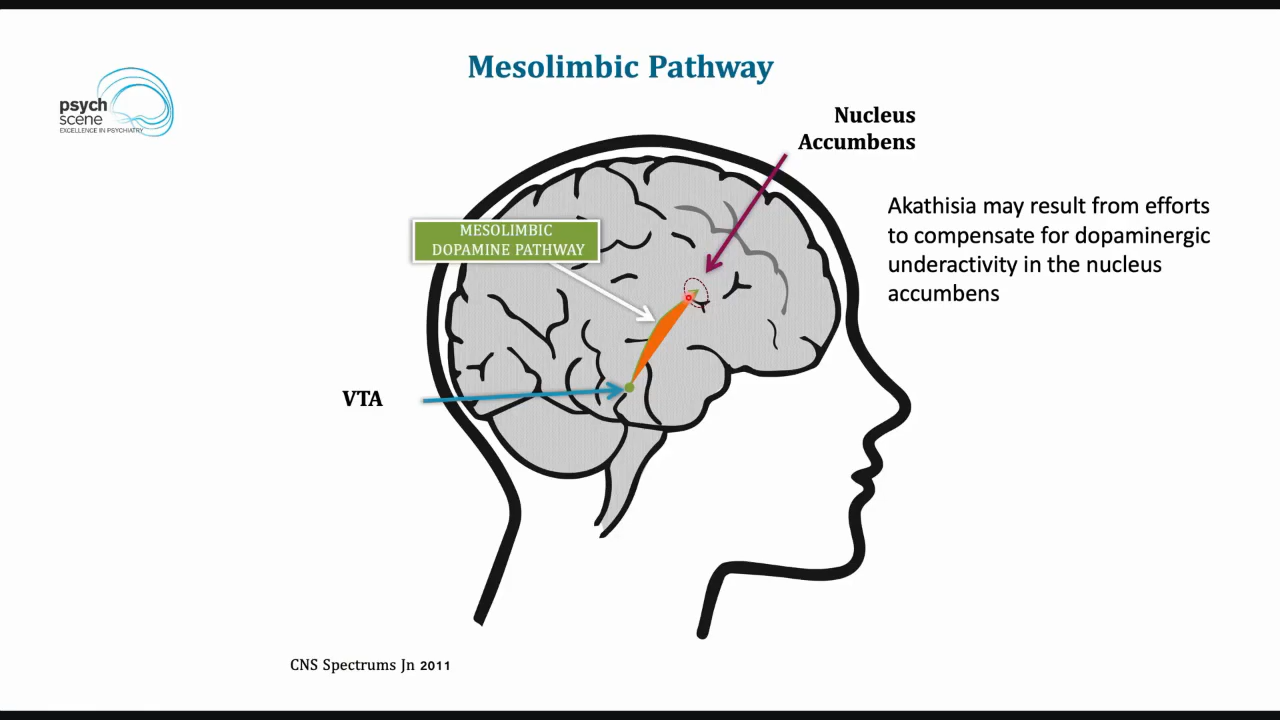 Mesolimbic Pathway
psych
scene
EXCELLENCE IN PSYCHIATRY
Nucleus
Accumbens
Akathisia may result from efforts
to compensate for dopaminergic
underactivity in the nucleus
accumbens
MESOLIMBIC
DOPAMINE PATHWAY
VTA
CNS Spectrums Jn 2011